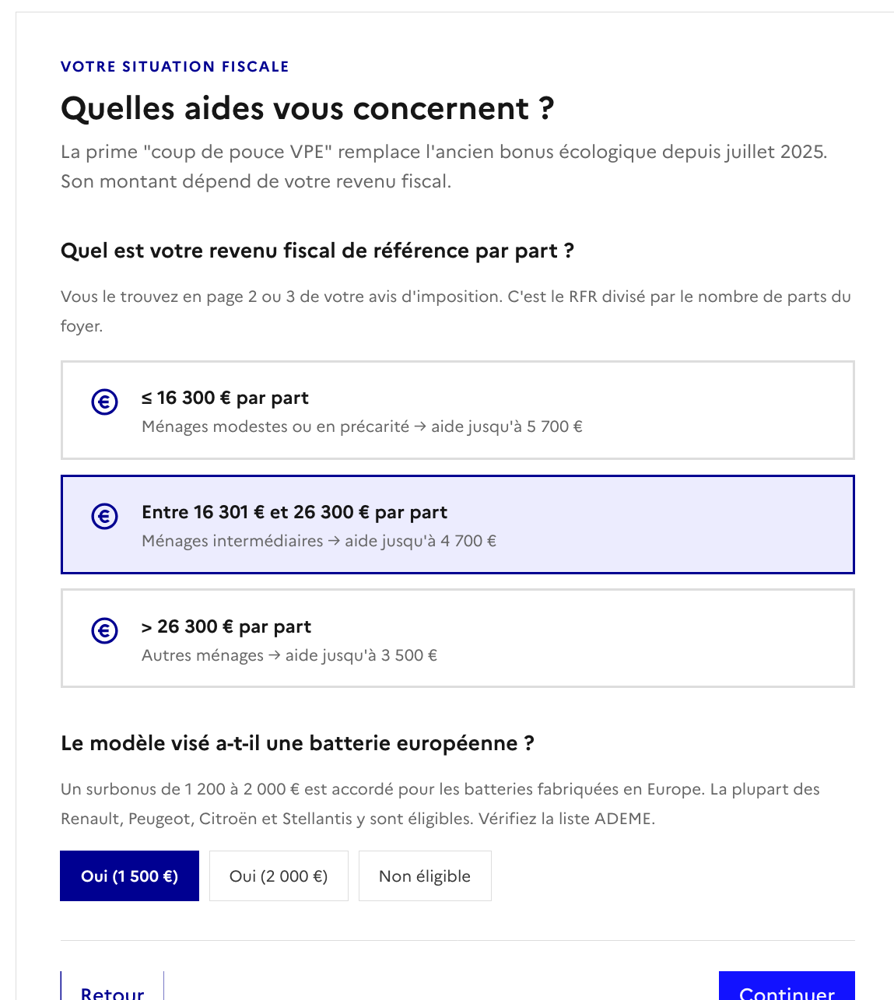 VOTRE SITUATION FISCALE
Quelles aides vous concernent ?
La prime "coup de pouce VPE" remplace l'ancien bonus écologique depuis juillet 2025.
Son montant dépend de votre revenu fiscal.
Quel est votre revenu fiscal de référence par part ?
Vous le trouvez en page 2 ou 3 de votre avis d'imposition. C'est le RFR divisé par le nombre de parts du
foyer.
≤ 16 300 € par part
Ménages modestes ou en précarité → aide jusqu'à 5 700 €
Entre 16 301 € et 26 300 € par part
Ménages intermédiaires → aide jusqu'à 4 700 €
> 26 300 € par part
Autres ménages → aide jusqu'à 3 500 €
Le modèle visé a-t-il une batterie européenne ?
Un surbonus de 1 200 à 2 000 € est accordé pour les batteries fabriquées en Europe. La plupart des
Renault, Peugeot, Citroën et Stellantis y sont éligibles. Vérifiez la liste ADEME.
Oui (1 500 €)
Oui (2 000 €)
Non éligible
Retour
Continuer